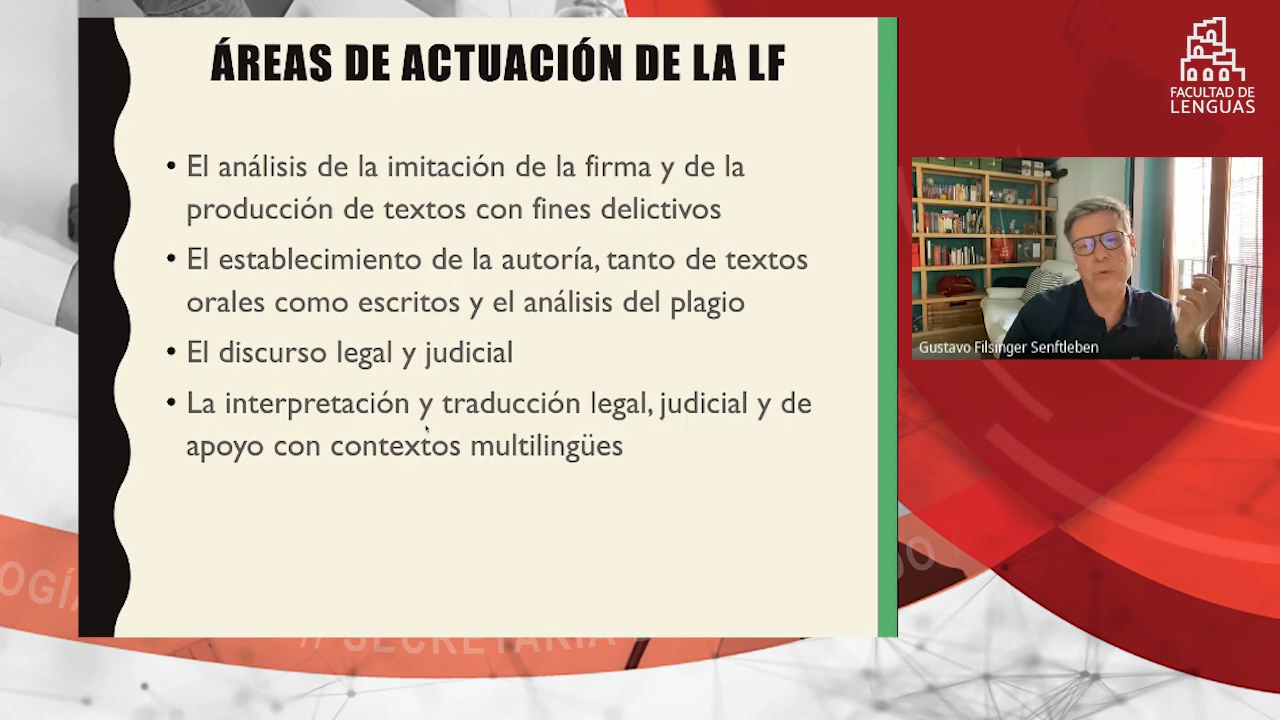 ÁREAS DE ACTUACIÓN DE LA LF
• El análisis de la imitación de la firma y de la
producción de textos con fines delictivos
• El establecimiento de la autoría, tanto de textos
orales como escritos y el análisis del plagio
• El discurso legal y judicial
• La interpretación y traducción legal, judicial y de
apoyo con contextos multilingües
FACULTAD DE
LENGUAS
Gustavo Filsinger Senftleben
// SECRETARÍA